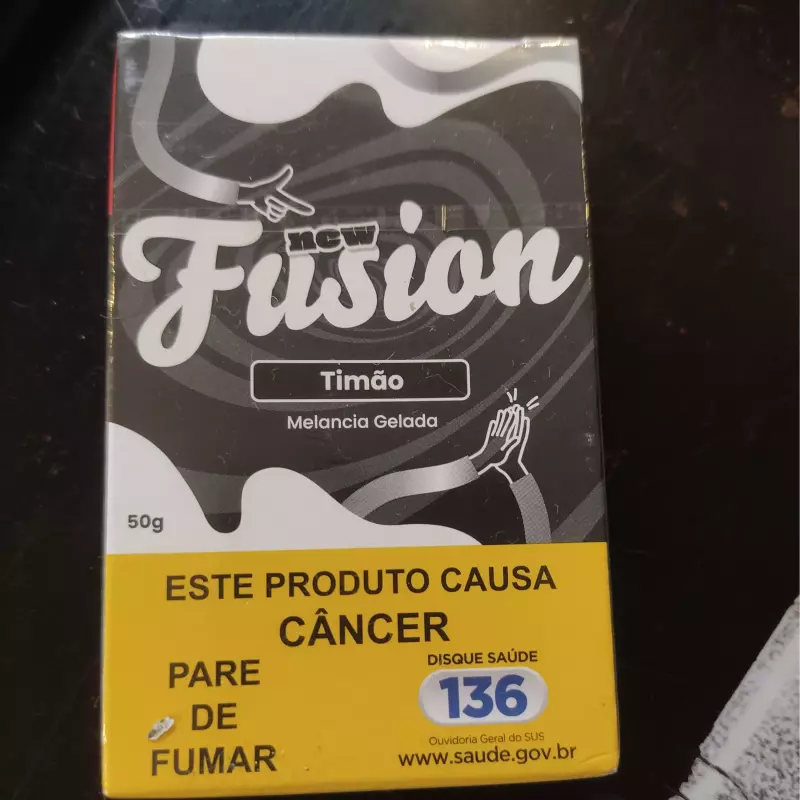 new
Fusion
Timão
Melancia Gelada
50g
ESTE PRODUTO CAUSA
CÂNCER
PARE
DE
FUMAR
DISQUE SAÚDE
136
Ouvidoria Geral do SUS
www.saude.gov.br